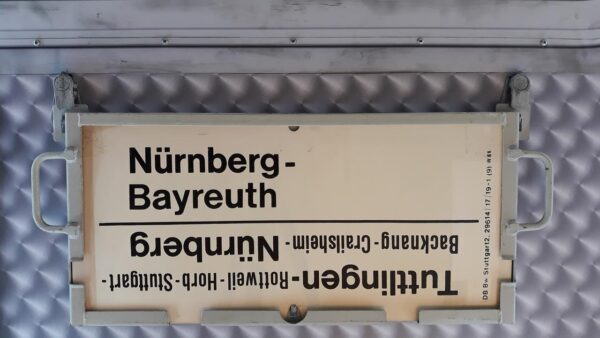 Nürnberg-
Bayreuth
Tuttlingen-Rottweil-Horb-Stuttgart-
Backnang-Crailsheim-Nürnberg